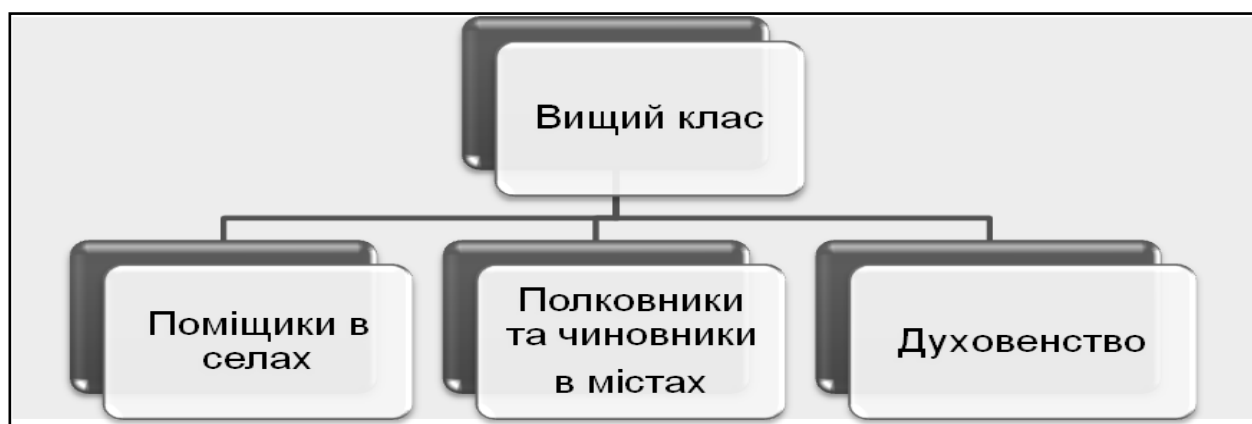 Вищий клас
Поміщики в
селах
Полковники
та чиновники
в містах
Духовенство